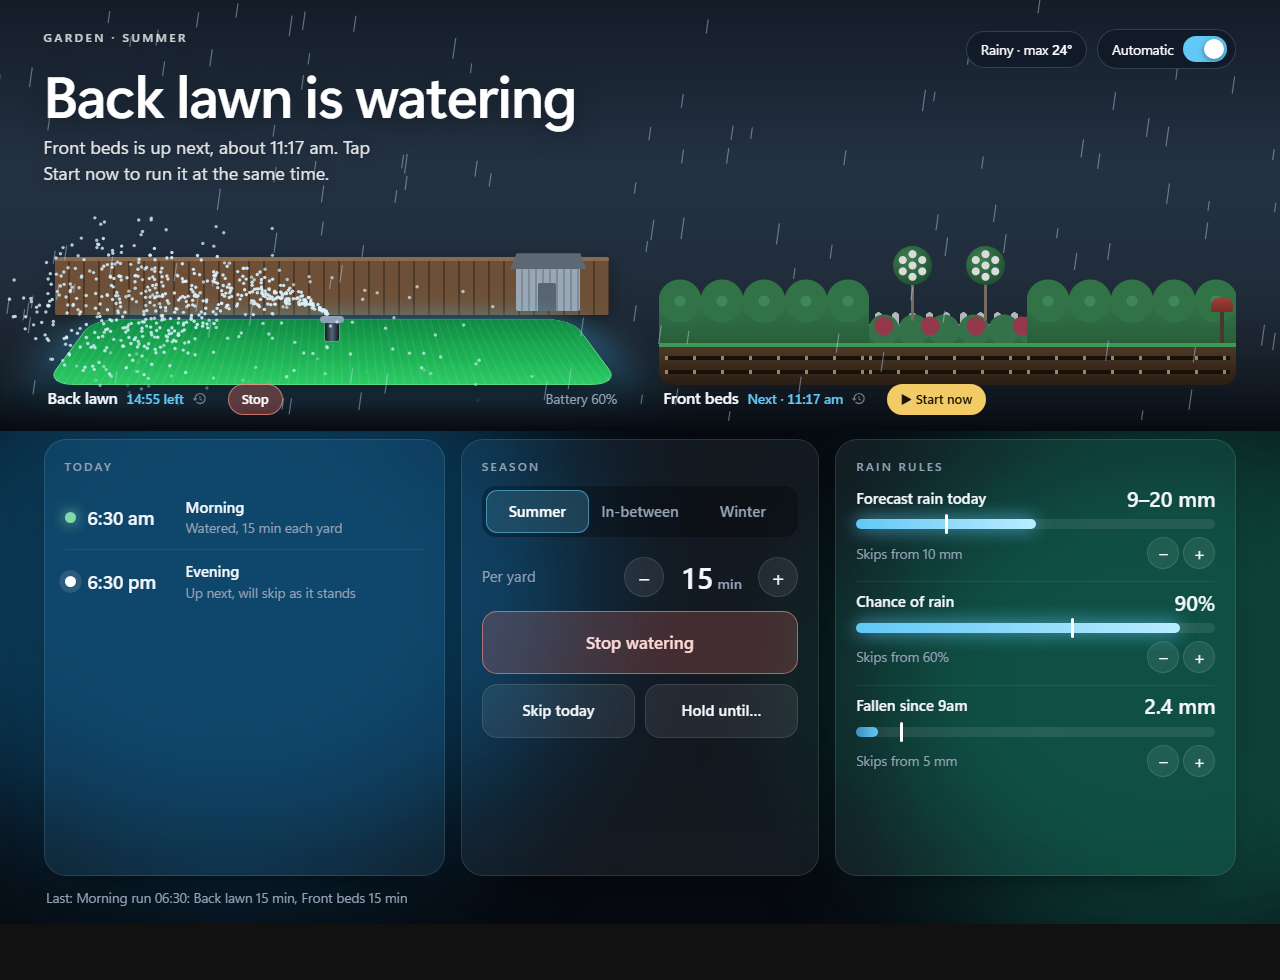 GARDEN · SUMMER
Rainy · max 24°
Automatic
Back lawn is watering
Front beds is up next, about 11:17 am. Tap
Start now to run it at the same time.
Back lawn 14:55 left Stop Battery 60%
Front beds Next · 11:17 am ▶ Start now
TODAY
6:30 am Morning
Watered, 15 min each yard
6:30 pm Evening
Up next, will skip as it stands
SEASON
Summer In-between Winter
Per yard − 15 min +
Stop watering
Skip today Hold until...
RAIN RULES
Forecast rain today 9–20 mm
Skips from 10 mm − +
Chance of rain 90%
Skips from 60% − +
Fallen since 9am 2.4 mm
Skips from 5 mm − +
Last: Morning run 06:30: Back lawn 15 min, Front beds 15 min